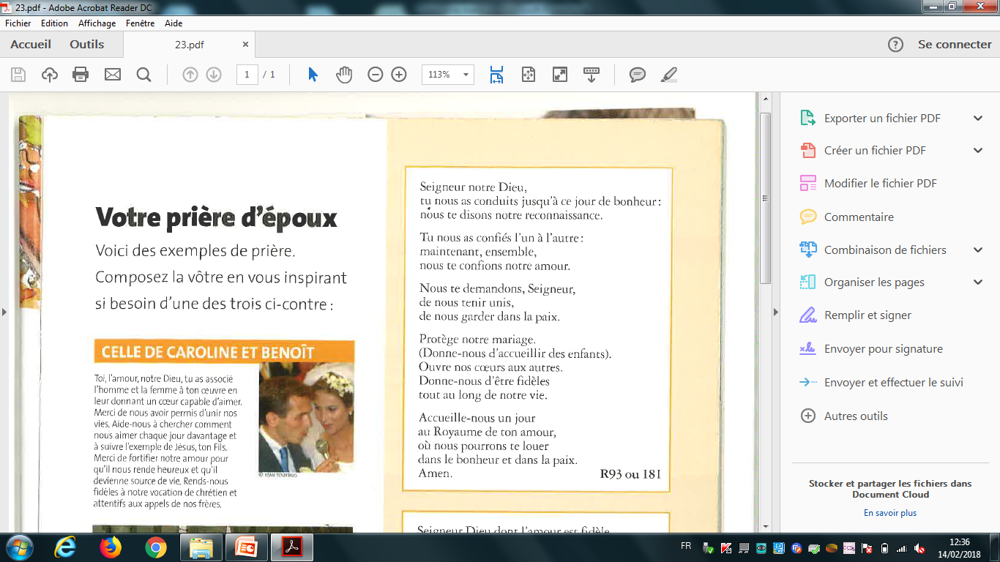 23.pdf - Adobe Acrobat Reader DC
Fichier Edition Affichage Fenêtre Aide
Accueil Outils 23.pdf × ? Se connecter
1 / 1 113%
Votre prière d'époux
Voici des exemples de prière.
Composez la vôtre en vous inspirant
si besoin d'une des trois ci-contre :
CELLE DE CAROLINE ET BENOÎT
Toi, l'amour, notre Dieu, tu as associé
l'homme et la femme à ton œuvre en
leur donnant un cœur capable d'aimer.
Merci de nous avoir permis d'unir nos
vies. Aide-nous à chercher comment
nous aimer chaque jour davantage et
à suivre l'exemple de Jésus, ton Fils.
Merci de fortifier notre amour pour
qu'il nous rende heureux et qu'il
devienne source de vie. Rends-nous
fidèles à notre vocation de chrétien et
attentifs aux appels de nos frères.
Seigneur notre Dieu,
tu nous as conduits jusqu'à ce jour de bonheur :
nous te disons notre reconnaissance.
Tu nous as confiés l'un à l'autre :
maintenant, ensemble,
nous te confions notre amour.
Nous te demandons, Seigneur,
de nous tenir unis,
de nous garder dans la paix.
Protège notre mariage.
(Donne-nous d'accueillir des enfants).
Ouvre nos cœurs aux autres.
Donne-nous d'être fidèles
tout au long de notre vie.
Accueille-nous un jour
au Royaume de ton amour,
où nous pourrons te louer
dans le bonheur et dans la paix.
Amen. R93 ou 181
Seigneur Dieu dont l'amour est fidèle
Exporter un fichier PDF
Créer un fichier PDF
Modifier le fichier PDF
Commentaire
Combinaison de fichiers
Organiser les pages
Remplir et signer
Envoyer pour signature
Envoyer et effectuer le suivi
Autres outils
Stocker et partager les fichiers dans
Document Cloud
En savoir plus
FR 12:36
14/02/2018